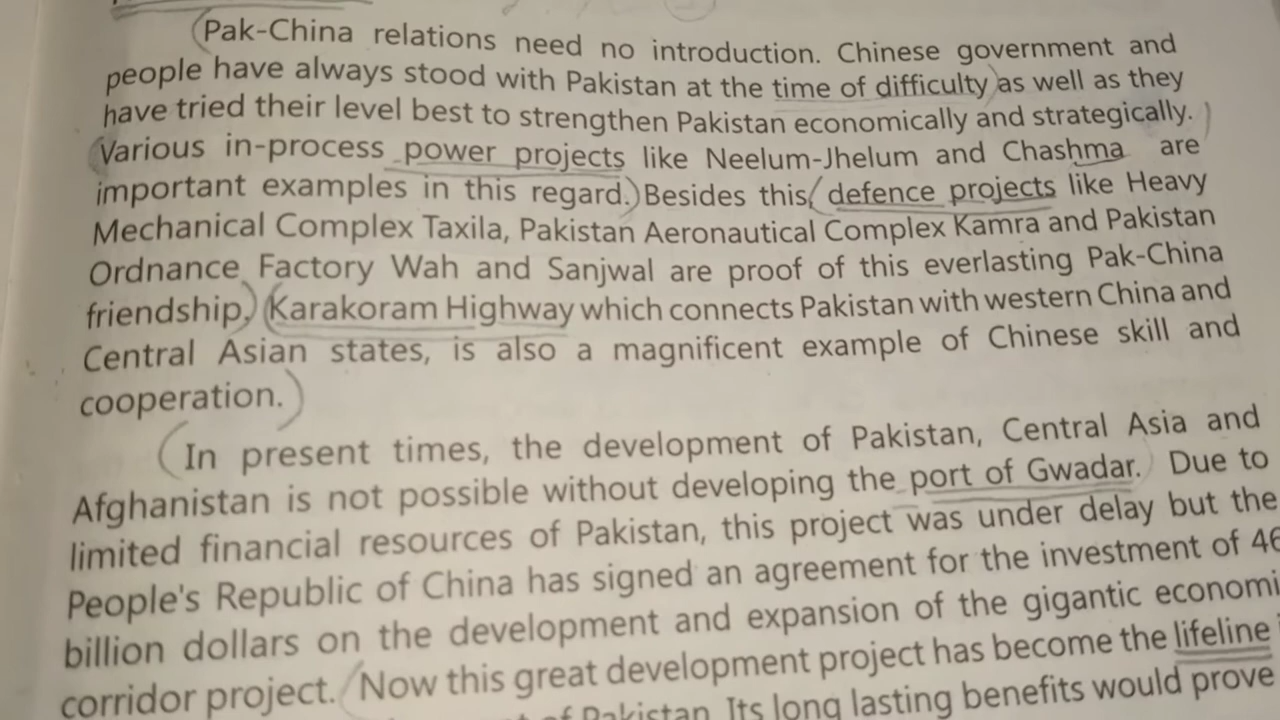 Pak-China relations need no introduction. Chinese government and
people have always stood with Pakistan at the time of difficulty as well as they
have tried their level best to strengthen Pakistan economically and strategically.
Various in-process power projects like Neelum-Jhelum and Chashma are
important examples in this regard. Besides this, defence projects like Heavy
Mechanical Complex Taxila, Pakistan Aeronautical Complex Kamra and Pakistan
Ordnance Factory Wah and Sanjwal are proof of this everlasting Pak-China
friendship. Karakoram Highway which connects Pakistan with western China and
Central Asian states, is also a magnificent example of Chinese skill and
cooperation.
In present times, the development of Pakistan, Central Asia and
Afghanistan is not possible without developing the port of Gwadar. Due to
limited financial resources of Pakistan, this project was under delay but the
People's Republic of China has signed an agreement for the investment of 46
billion dollars on the development and expansion of the gigantic economi
corridor project. Now this great development project has become the lifeline
of Pakistan. Its long lasting benefits would prove